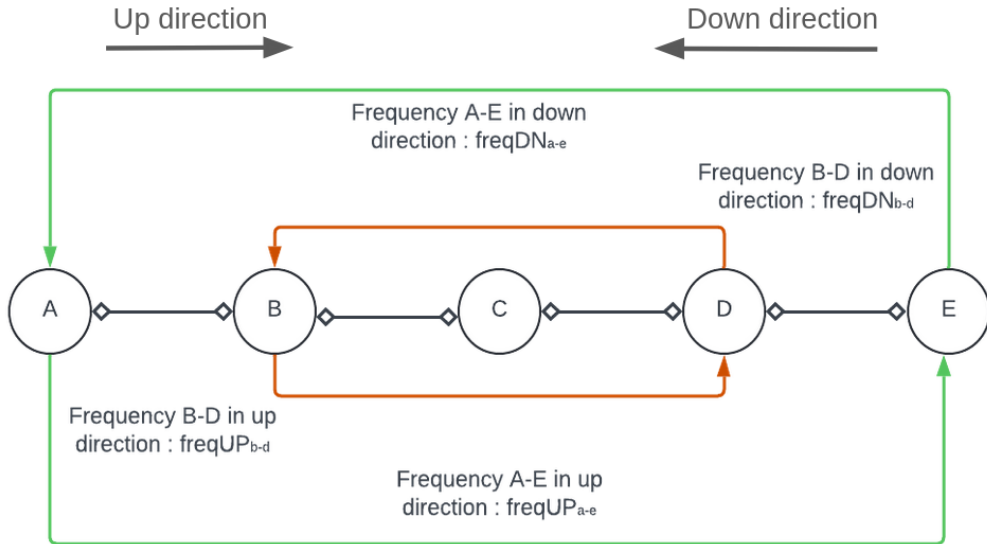 Up direction
Down direction
Frequency A-E in down
direction : freqDNa-e
Frequency B-D in down
direction : freqDNb-d
A
B
C
D
E
Frequency B-D in up
direction : freqUPb-d
Frequency A-E in up
direction : freqUPa-e